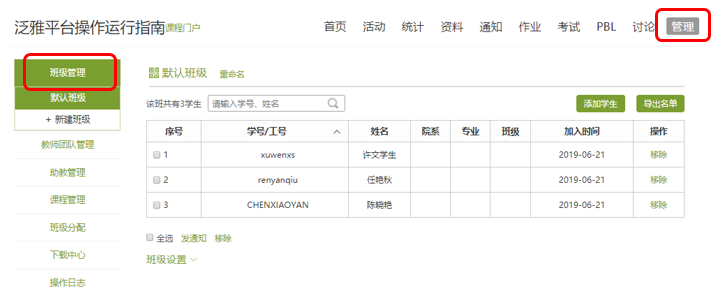 泛雅平台操作运行指南 课程门户 首页 活动 统计 资料 通知 作业 考试 PBL 讨论 管理
班级管理
默认班级
+ 新建班级
教师团队管理
助教管理
课程管理
班级分配
下载中心
操作日志
默认班级 重命名
该班共有3学生 请输入学号、姓名 添加学生 导出名单
序号 学号/工号 姓名 院系 专业 班级 加入时间 操作
1 xuwenxs 许文学生 2019-06-21 移除
2 renyanqiu 任艳秋 2019-06-21 移除
3 CHENXIAOYAN 陈晓艳 2019-06-21 移除
全选 发通知 移除
班级设置